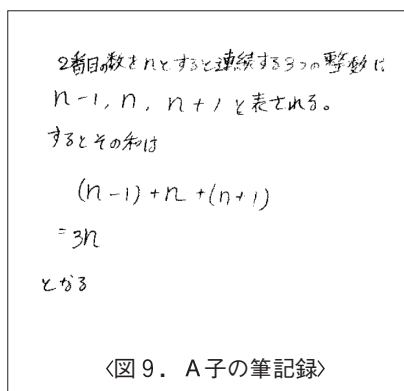 2番目の数をnとすると連続する3つの整数は
n-1, n, n+1 と表される。
するとその和は
(n-1)+n+(n+1)
=3n
となる
〈図9．A子の筆記録〉